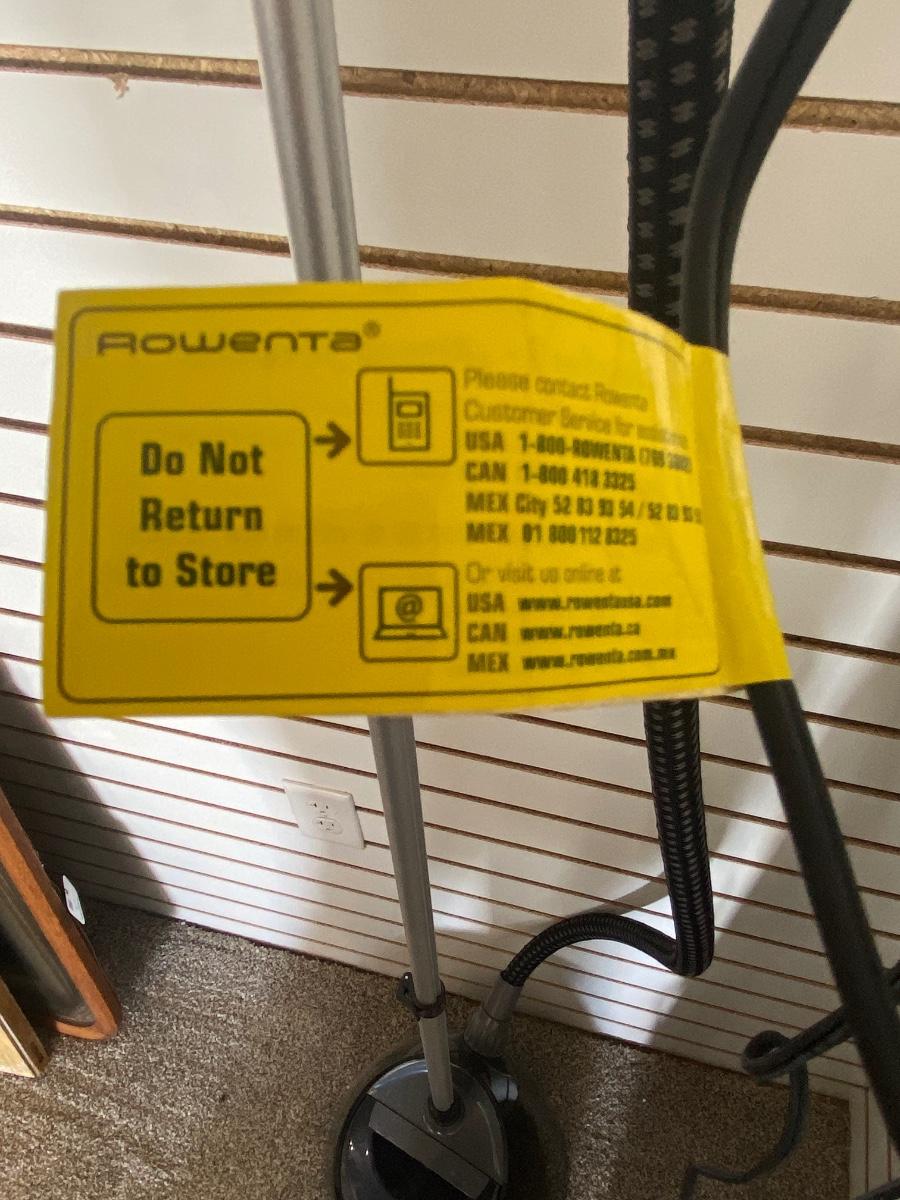 Rowenta®
Do Not
Return
to Store
Please contact Rowenta
Customer Service for
USA 1-800-ROWENTA
CAN 1-800 418 3325
MEX City 52 83 93 54 / 52 83 93
MEX 01 800 112 8325
Or visit us online at
USA www.rowentausa.com
CAN www.rowenta.ca
MEX www.rowenta.com.mx